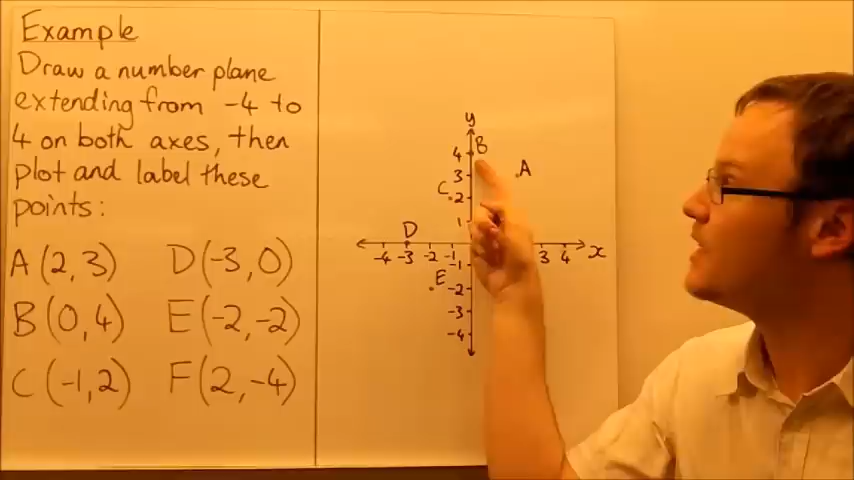 Example
Draw a number plane
extending from -4 to
4 on both axes, then
plot and label these
points:
A(2,3) D(-3,0)
B(0,4) E(-2,-2)
C(-1,2) F(2,-4)
y
B
4
3 A
C 2
1
D
-4 -3 -2 -1 3 4 x
-1
E
-2
-3
-4